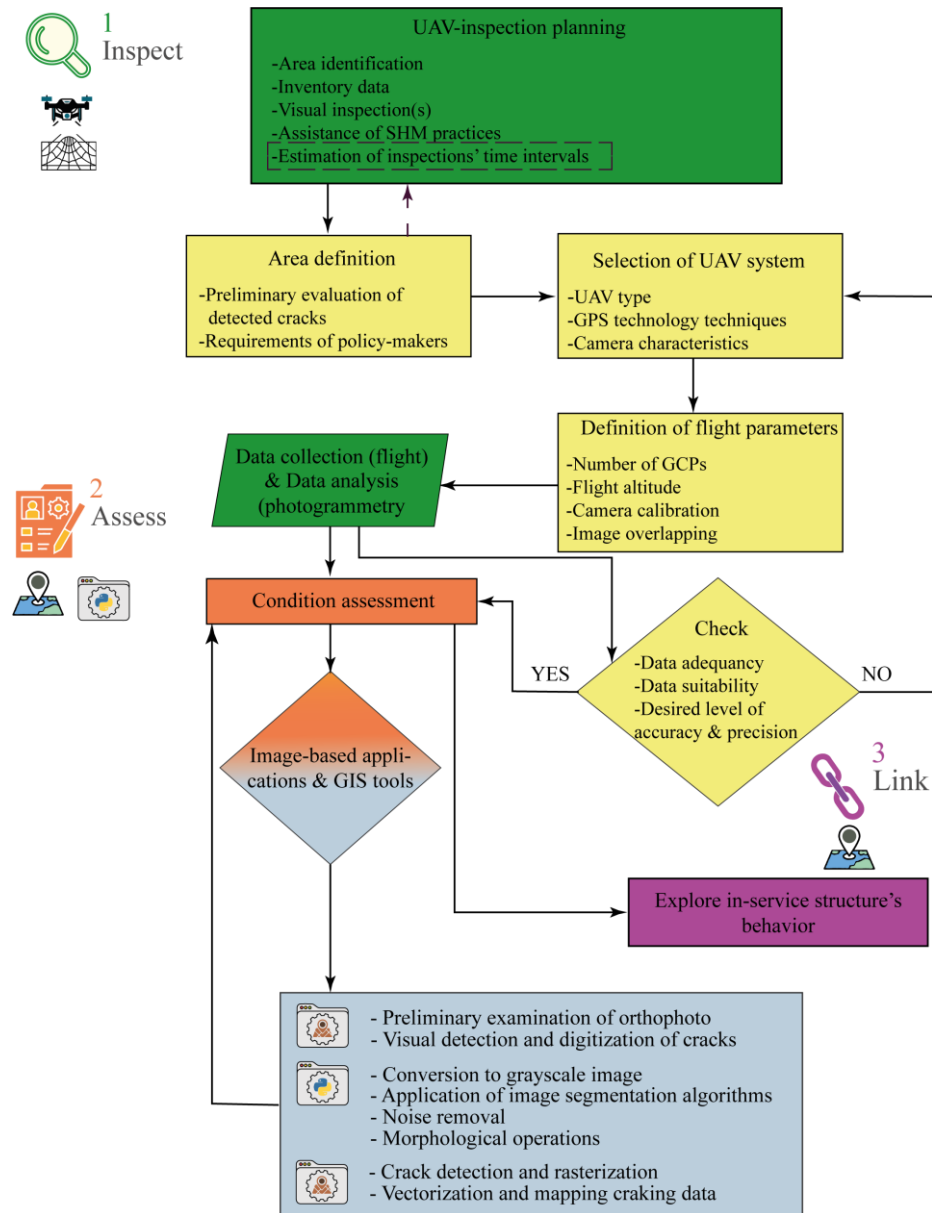 1
Inspect
UAV-inspection planning
-Area identification
-Inventory data
-Visual inspection(s)
-Assistance of SHM practices
-Estimation of inspections’ time intervals
Area definition
-Preliminary evaluation of
detected cracks
-Requirements of policy-makers
Selection of UAV system
-UAV type
-GPS technology techniques
-Camera characteristics
Definition of flight parameters
-Number of GCPs
-Flight altitude
-Camera calibration
-Image overlapping
Data collection (flight)
& Data analysis
(photogrammetry
2
Assess
Condition assessment
Check
-Data adequancy
-Data suitability
-Desired level of
accuracy & precision
YES
NO
Image-based appli-
cations & GIS tools
3
Link
Explore in-service structure’s
behavior
- Preliminary examination of orthophoto
- Visual detection and digitization of cracks
- Conversion to grayscale image
- Application of image segmentation algorithms
- Noise removal
- Morphological operations
- Crack detection and rasterization
- Vectorization and mapping craking data